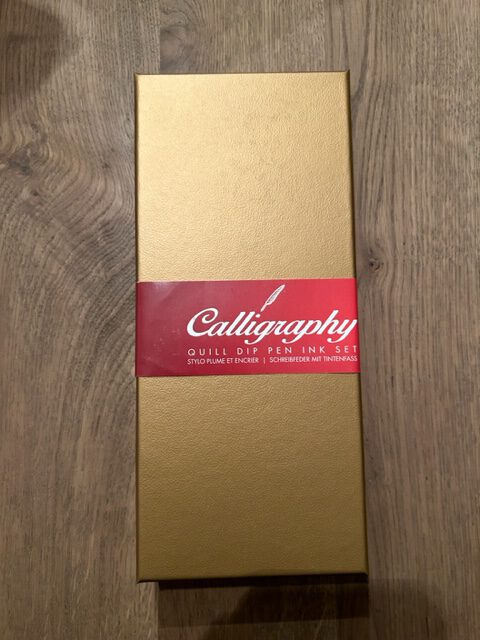 Calligraphy
QUILL DIP PEN INK SET
STYLO PLUME ET ENCRIER | SCHREIBFEDER MIT TINTENFASS